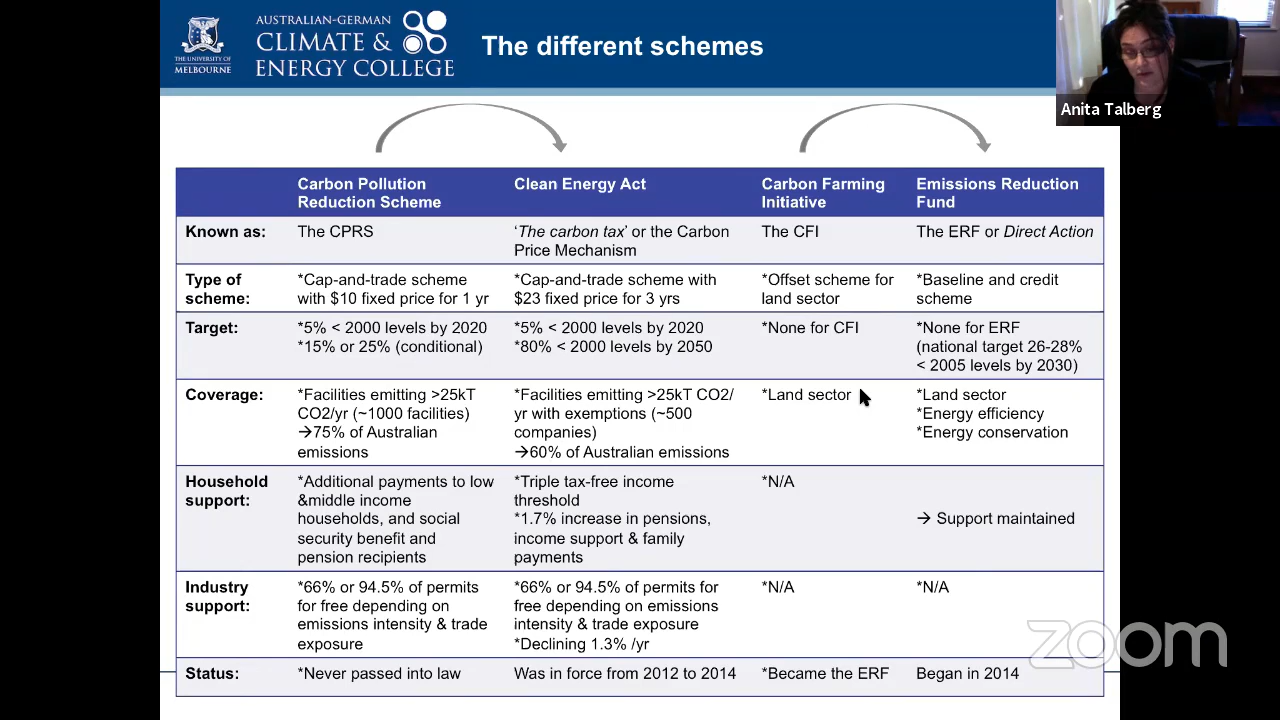 AUSTRALIAN-GERMAN
CLIMATE &
ENERGY COLLEGE
THE UNIVERSITY OF
MELBOURNE
The different schemes
Anita Talberg
Carbon Pollution
Reduction Scheme
Clean Energy Act
Carbon Farming
Initiative
Emissions Reduction
Fund
Known as:
The CPRS
‘The carbon tax’ or the Carbon
Price Mechanism
The CFI
The ERF or Direct Action
Type of
scheme:
*Cap-and-trade scheme
with $10 fixed price for 1 yr
*Cap-and-trade scheme with
$23 fixed price for 3 yrs
*Offset scheme for
land sector
*Baseline and credit
scheme
Target:
*5% < 2000 levels by 2020
*15% or 25% (conditional)
*5% < 2000 levels by 2020
*80% < 2000 levels by 2050
*None for CFI
*None for ERF
(national target 26-28%
< 2005 levels by 2030)
Coverage:
*Facilities emitting >25kT
CO2/yr (~1000 facilities)
→75% of Australian
emissions
*Facilities emitting >25kT CO2/
yr with exemptions (~500
companies)
→60% of Australian emissions
*Land sector
*Land sector
*Energy efficiency
*Energy conservation
Household
support:
*Additional payments to low
&middle income
households, and social
security benefit and
pension recipients
*Triple tax-free income
threshold
*1.7% increase in pensions,
income support & family
payments
*N/A
→ Support maintained
Industry
support:
*66% or 94.5% of permits
for free depending on
emissions intensity & trade
exposure
*66% or 94.5% of permits for
free depending on emissions
intensity & trade exposure
*Declining 1.3% /yr
*N/A
*N/A
Status:
*Never passed into law
Was in force from 2012 to 2014
*Became the ERF
Began in 2014
zoom